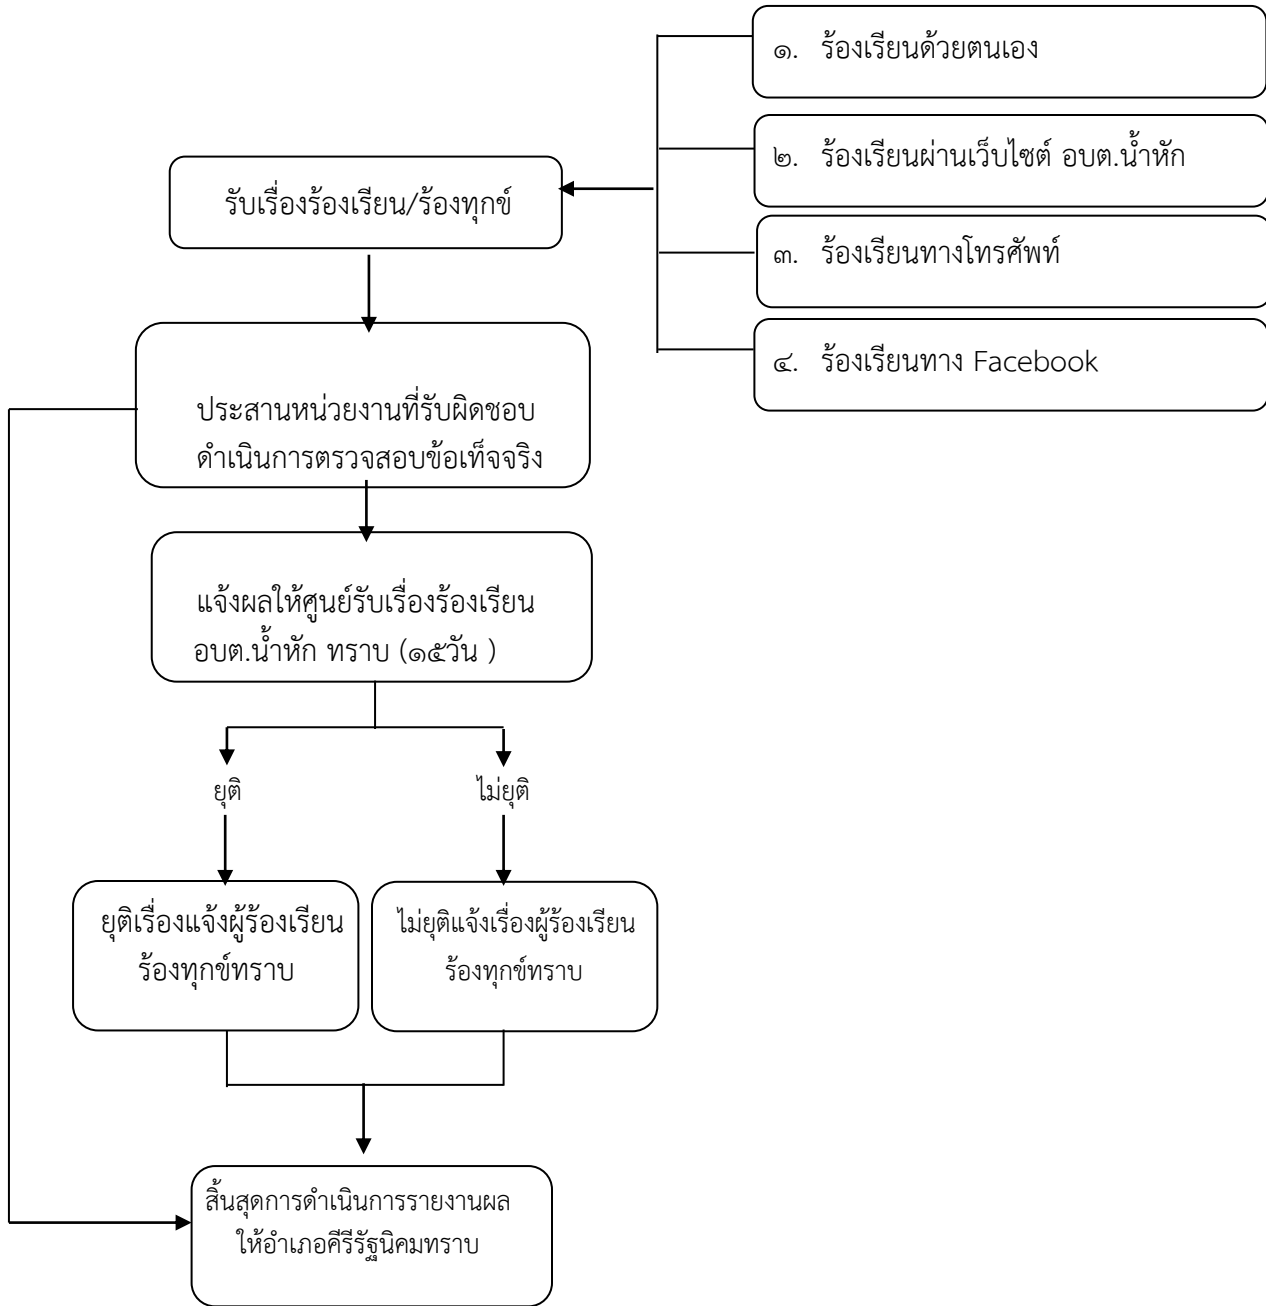 ๑. ร้องเรียนด้วยตนเอง
๒. ร้องเรียนผ่านเว็บไซต์ อบต.น้ำหัก
๓. ร้องเรียนทางโทรศัพท์
๔. ร้องเรียนทาง Facebook
รับเรื่องร้องเรียน/ร้องทุกข์
ประสานหน่วยงานที่รับผิดชอบ
ดำเนินการตรวจสอบข้อเท็จจริง
แจ้งผลให้ศูนย์รับเรื่องร้องเรียน
อบต.น้ำหัก ทราบ (๑๕วัน )
ยุติ
ไม่ยุติ
ยุติเรื่องแจ้งผู้ร้องเรียน
ร้องทุกข์ทราบ
ไม่ยุติแจ้งเรื่องผู้ร้องเรียน
ร้องทุกข์ทราบ
สิ้นสุดการดำเนินการรายงานผล
ให้อำเภอคีรีรัฐนิคมทราบ